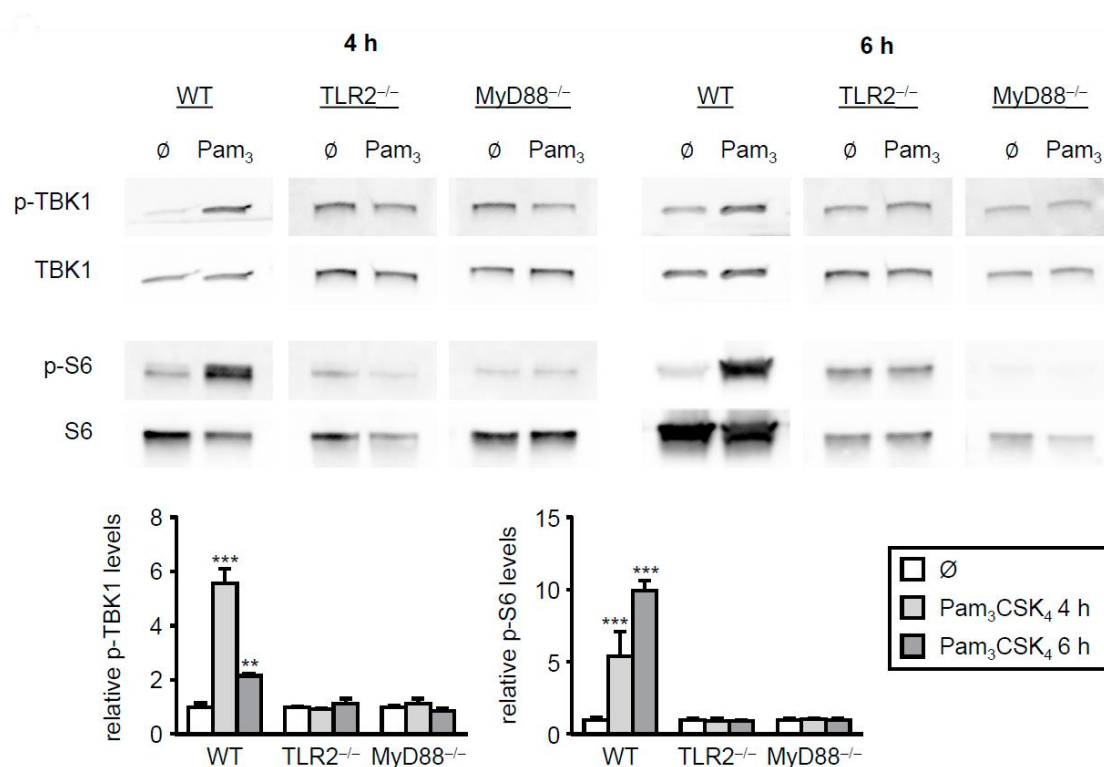 4 h 6 h
WT TLR2⁻/⁻ MyD88⁻/⁻ WT TLR2⁻/⁻ MyD88⁻/⁻
Ø Pam₃ Ø Pam₃ Ø Pam₃ Ø Pam₃ Ø Pam₃ Ø Pam₃
p-TBK1
TBK1
p-S6
S6
relative p-TBK1 levels
8
6
4
2
0
***
**
WT TLR2⁻/⁻ MyD88⁻/⁻
relative p-S6 levels
15
10
5
0
***
***
WT TLR2⁻/⁻ MyD88⁻/⁻
Ø
Pam₃CSK₄ 4 h
Pam₃CSK₄ 6 h